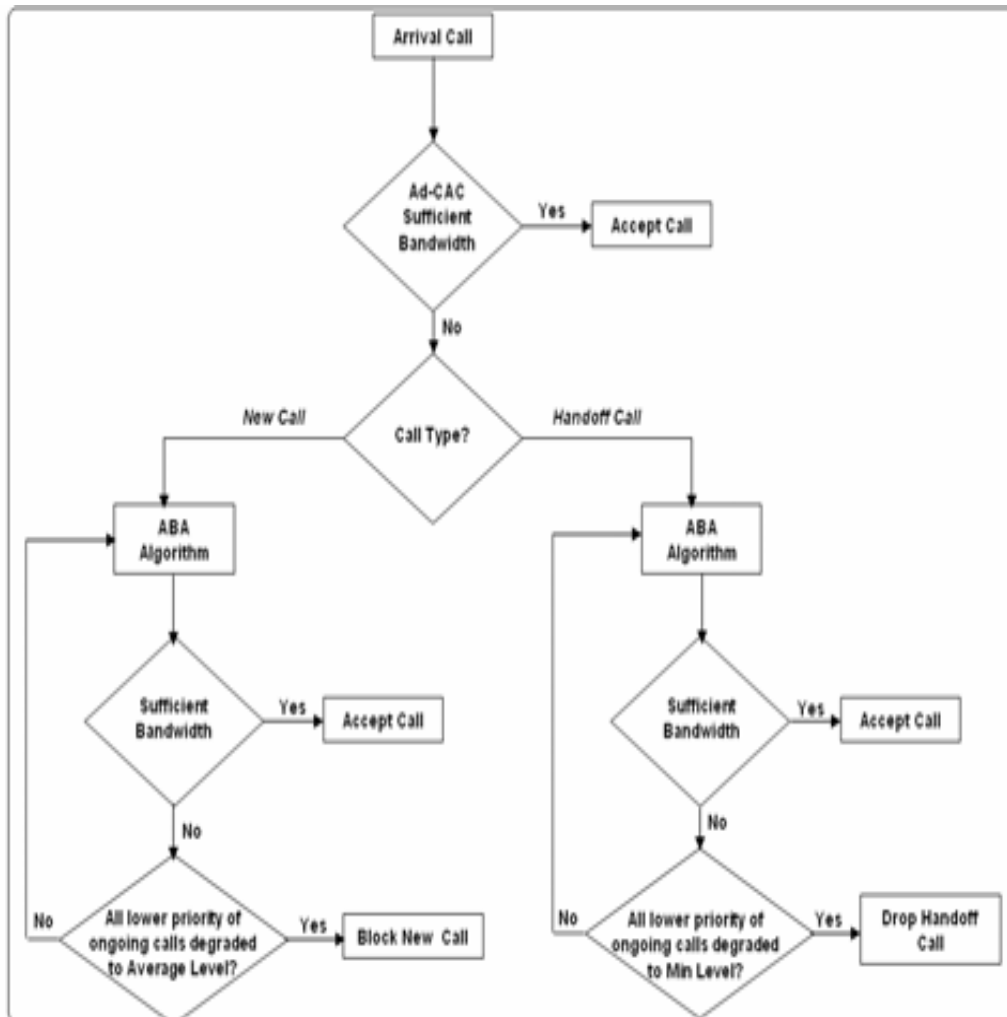 Arrival Call
Ad-CAC
Sufficient
Bandwidth
Yes
Accept Call
No
New Call
Call Type?
Handoff Call
ABA
Algorithm
ABA
Algorithm
Sufficient
Bandwidth
Yes
Accept Call
Sufficient
Bandwidth
Yes
Accept Call
No
No
No
All lower priority of
ongoing calls degraded
to Average Level?
Yes
Block New Call
No
All lower priority of
ongoing calls degraded
to Min Level?
Yes
Drop Handoff
Call